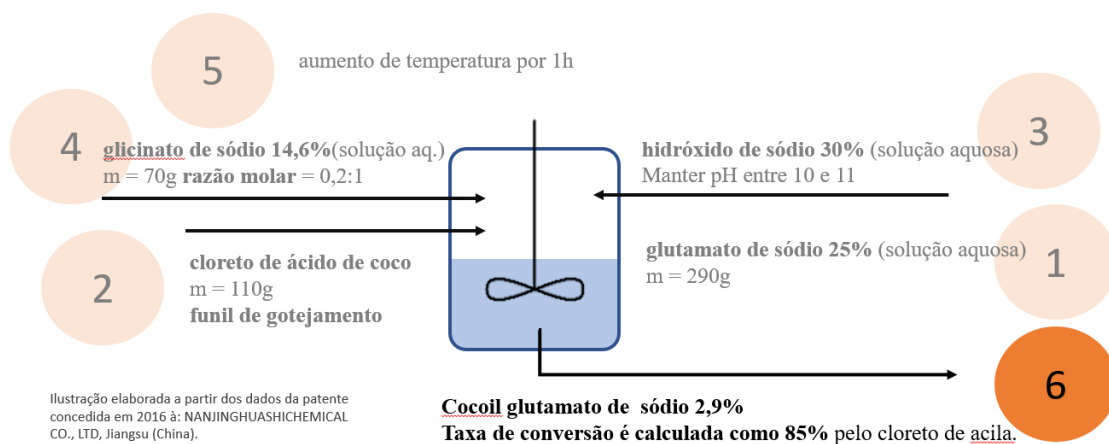 5
aumento de temperatura por 1h
4
glicinato de sódio 14,6%(solução aq.)
m = 70g razão molar = 0,2:1
3
hidróxido de sódio 30% (solução aquosa)
Manter pH entre 10 e 11
2
cloreto de ácido de coco
m = 110g
funil de gotejamento
glutamato de sódio 25% (solução aquosa)
m = 290g
1
6
Ilustração elaborada a partir dos dados da patente
concedida em 2016 à: NANJINGHUASHICHEMICAL
CO., LTD, Jiangsu (China).
Cocoil glutamato de  sódio 2,9%
Taxa de conversão é calculada como 85% pelo cloreto de acila.